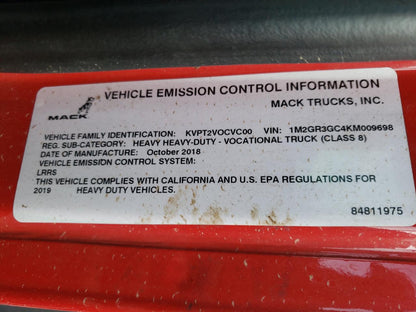 VEHICLE EMISSION CONTROL INFORMATION
MACK
MACK TRUCKS, INC.
VEHICLE FAMILY IDENTIFICATION: KVPT2VOCVC00 VIN: 1M2GR3GC4KM009698
REG. SUB-CATEGORY: HEAVY HEAVY-DUTY - VOCATIONAL TRUCK (CLASS 8)
DATE OF MANUFACTURE: October 2018
VEHICLE EMISSION CONTROL SYSTEM:
LRRS
THIS VEHICLE COMPLIES WITH CALIFORNIA AND U.S. EPA REGULATIONS FOR
2019 HEAVY DUTY VEHICLES.
84811975